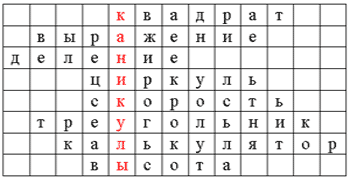 квадрат
выражение
деление
циркуль
скорость
треугольник
калькулятор
высота